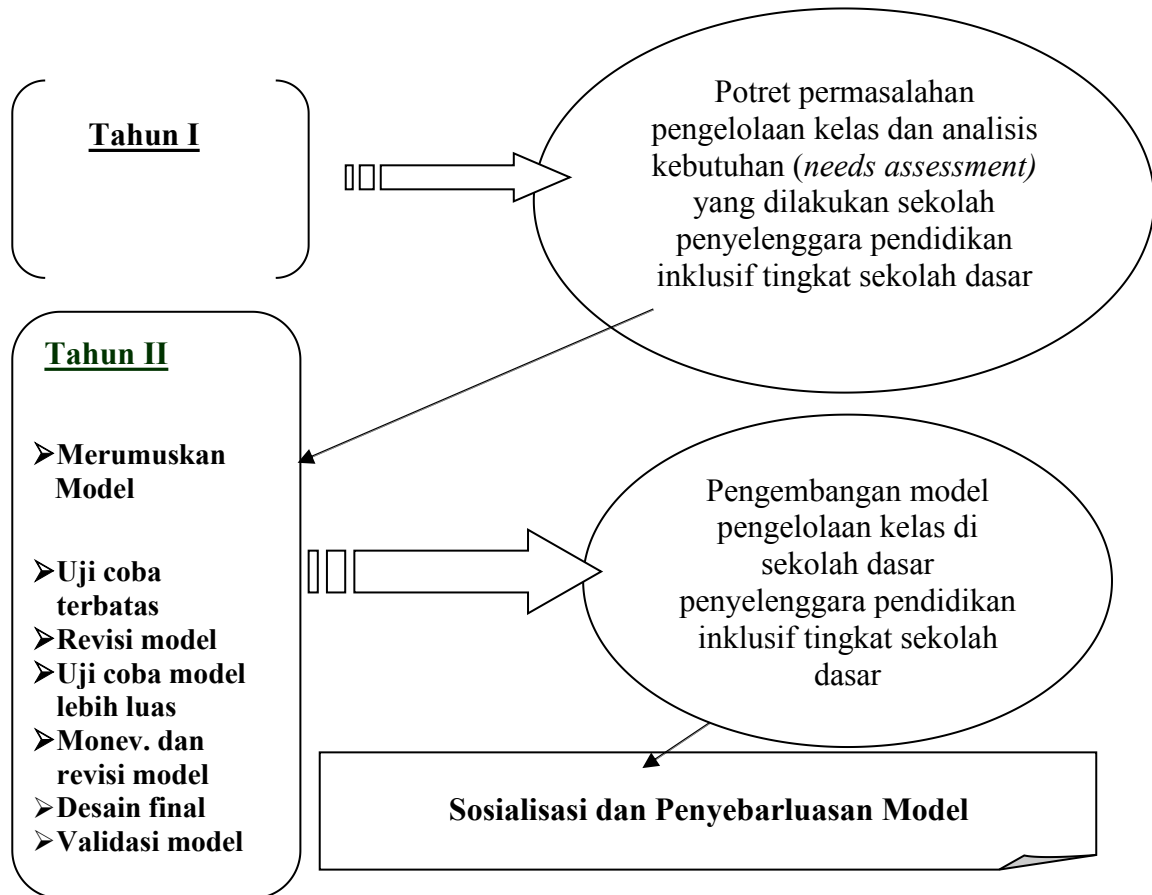 Tahun I
Potret permasalahan
pengelolaan kelas dan analisis
kebutuhan (needs assessment)
yang dilakukan sekolah
penyelenggara pendidikan
inklusif tingkat sekolah dasar
Tahun II
➢Merumuskan
Model
➢Uji coba
terbatas
➢Revisi model
➢Uji coba model
lebih luas
➢Monev. dan
revisi model
➢Desain final
➢Validasi model
Pengembangan model
pengelolaan kelas di
sekolah dasar
penyelenggara pendidikan
inklusif tingkat sekolah
dasar
Sosialisasi dan Penyebarluasan Model